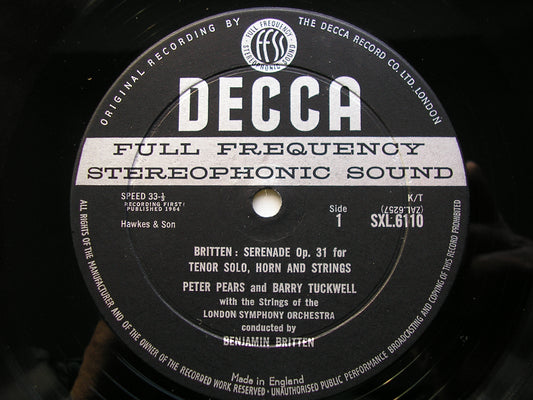 ORIGINAL RECORDING BY THE DECCA RECORD CO. LTD. LONDON
FULL FREQUENCY
FFSS
STEREOPHONIC SOUND
DECCA
FULL FREQUENCY
STEREOPHONIC SOUND
SPEED 33-⅓
RECORDING FIRST
PUBLISHED 1964
Hawkes & Son
Side
1
K/T
(ZAL.6257)
SXL.6110
BRITTEN: SERENADE Op. 31 for
TENOR SOLO, HORN AND STRINGS
PETER PEARS and BARRY TUCKWELL
with the Strings of the
LONDON SYMPHONY ORCHESTRA
conducted by
BENJAMIN BRITTEN
Made in England
ALL RIGHTS OF THE MANUFACTURER AND OF THE OWNER OF THE RECORDED WORK RESERVED · UNAUTHORISED PUBLIC PERFORMANCE BROADCASTING AND COPYING OF THIS RECORD PROHIBITED